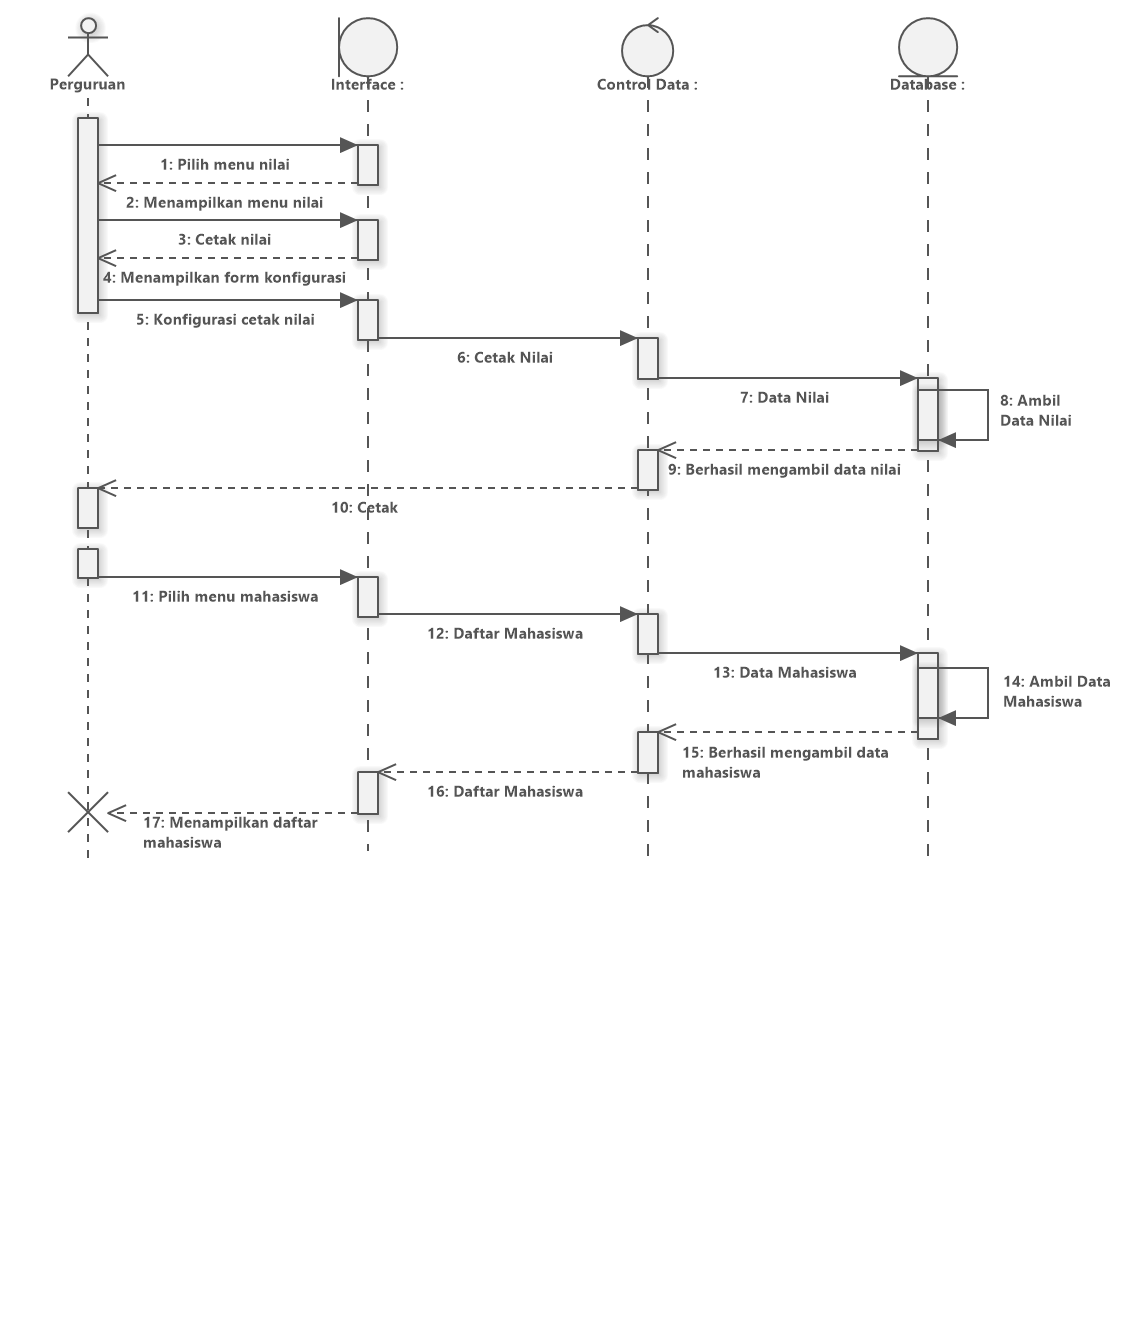 Perguruan
Interface :
Control Data :
Database :
1: Pilih menu nilai
2: Menampilkan menu nilai
3: Cetak nilai
4: Menampilkan form konfigurasi
5: Konfigurasi cetak nilai
6: Cetak Nilai
7: Data Nilai
8: Ambil
Data Nilai
9: Berhasil mengambil data nilai
10: Cetak
11: Pilih menu mahasiswa
12: Daftar Mahasiswa
13: Data Mahasiswa
14: Ambil Data
Mahasiswa
15: Berhasil mengambil data
mahasiswa
16: Daftar Mahasiswa
17: Menampilkan daftar
mahasiswa